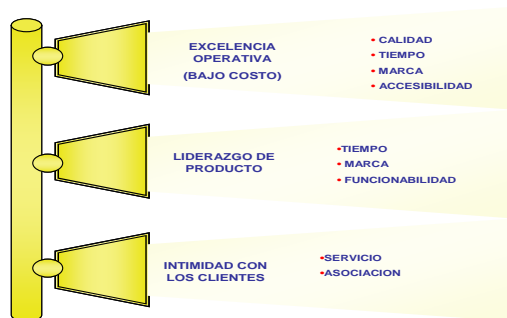 EXCELENCIA
OPERATIVA
(BAJO COSTO)
• CALIDAD
• TIEMPO
• MARCA
• ACCESIBILIDAD
LIDERAZGO DE
PRODUCTO
•TIEMPO
• MARCA
• FUNCIONABILIDAD
INTIMIDAD CON
LOS CLIENTES
•SERVICIO
•ASOCIACION